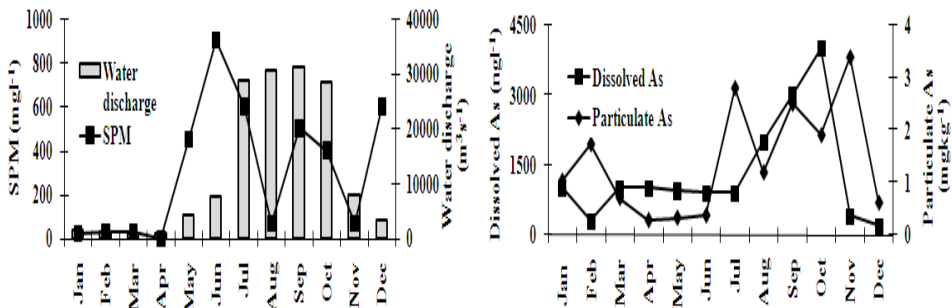 1000
800
600
400
200
0
SPM (mgl⁻¹)
Water
discharge
SPM
40000
30000
20000
10000
0
Water discharge
(m³s⁻¹)
Jan Feb Mar Apr May Jun Jul Aug Sep Oct Nov Dec
4500
3000
1500
0
Dissolved As (ngl⁻¹)
Dissolved As
Particulate As
4
3
2
1
0
Particulate As
(mgkg⁻¹)
Jan Feb Mar Apr May Jun Jul Aug Sep Oct Nov Dec